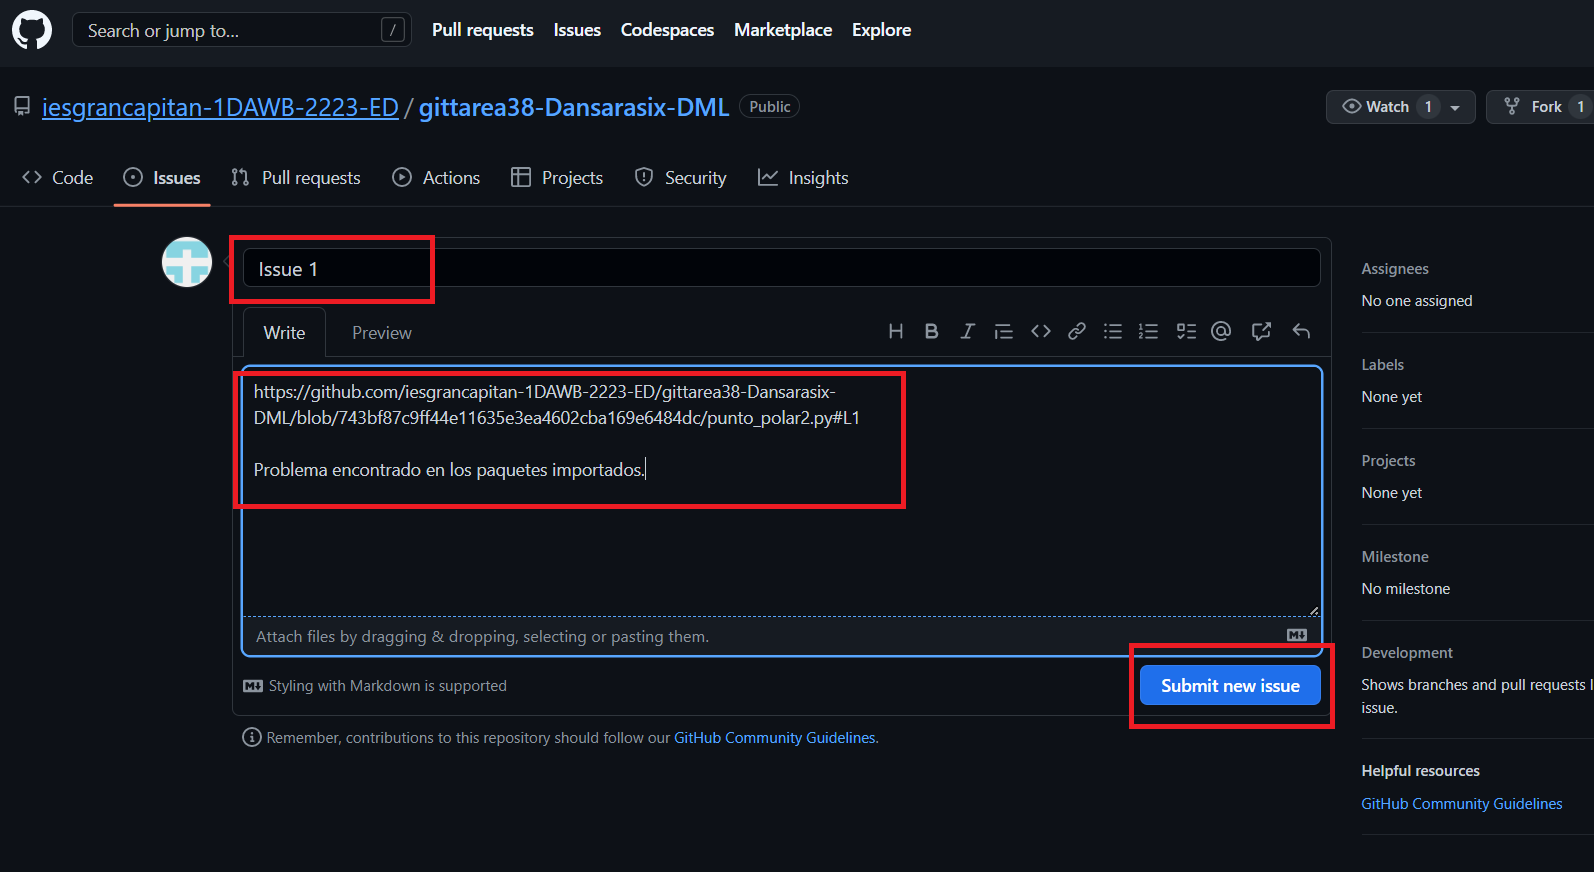 Search or jump to... /
Pull requests Issues Codespaces Marketplace Explore
iesgrancapitan-1DAWB-2223-ED / gittarea38-Dansarasix-DML Public
Watch 1 Fork 1
Code Issues Pull requests Actions Projects Security Insights
Issue 1
Write Preview
https://github.com/iesgrancapitan-1DAWB-2223-ED/gittarea38-Dansarasix-
DML/blob/743bf87c9ff44e11635e3ea4602cba169e6484dc/punto_polar2.py#L1
Problema encontrado en los paquetes importados.
Attach files by dragging & dropping, selecting or pasting them.
Styling with Markdown is supported
Submit new issue
Remember, contributions to this repository should follow our GitHub Community Guidelines.
Assignees
No one assigned
Labels
None yet
Projects
None yet
Milestone
No milestone
Development
Shows branches and pull requests l
issue.
Helpful resources
GitHub Community Guidelines